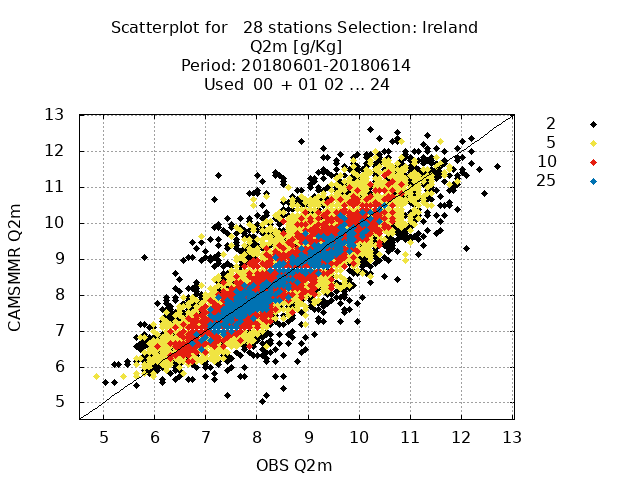 Scatterplot for   28 stations Selection: Ireland
Q2m [g/Kg]
Period: 20180601-20180614
Used  00 + 01 02 ... 24
2
5
10
25
13
12
11
10
9
8
7
6
5
CAMSMMR Q2m
5 6 7 8 9 10 11 12 13
OBS Q2m